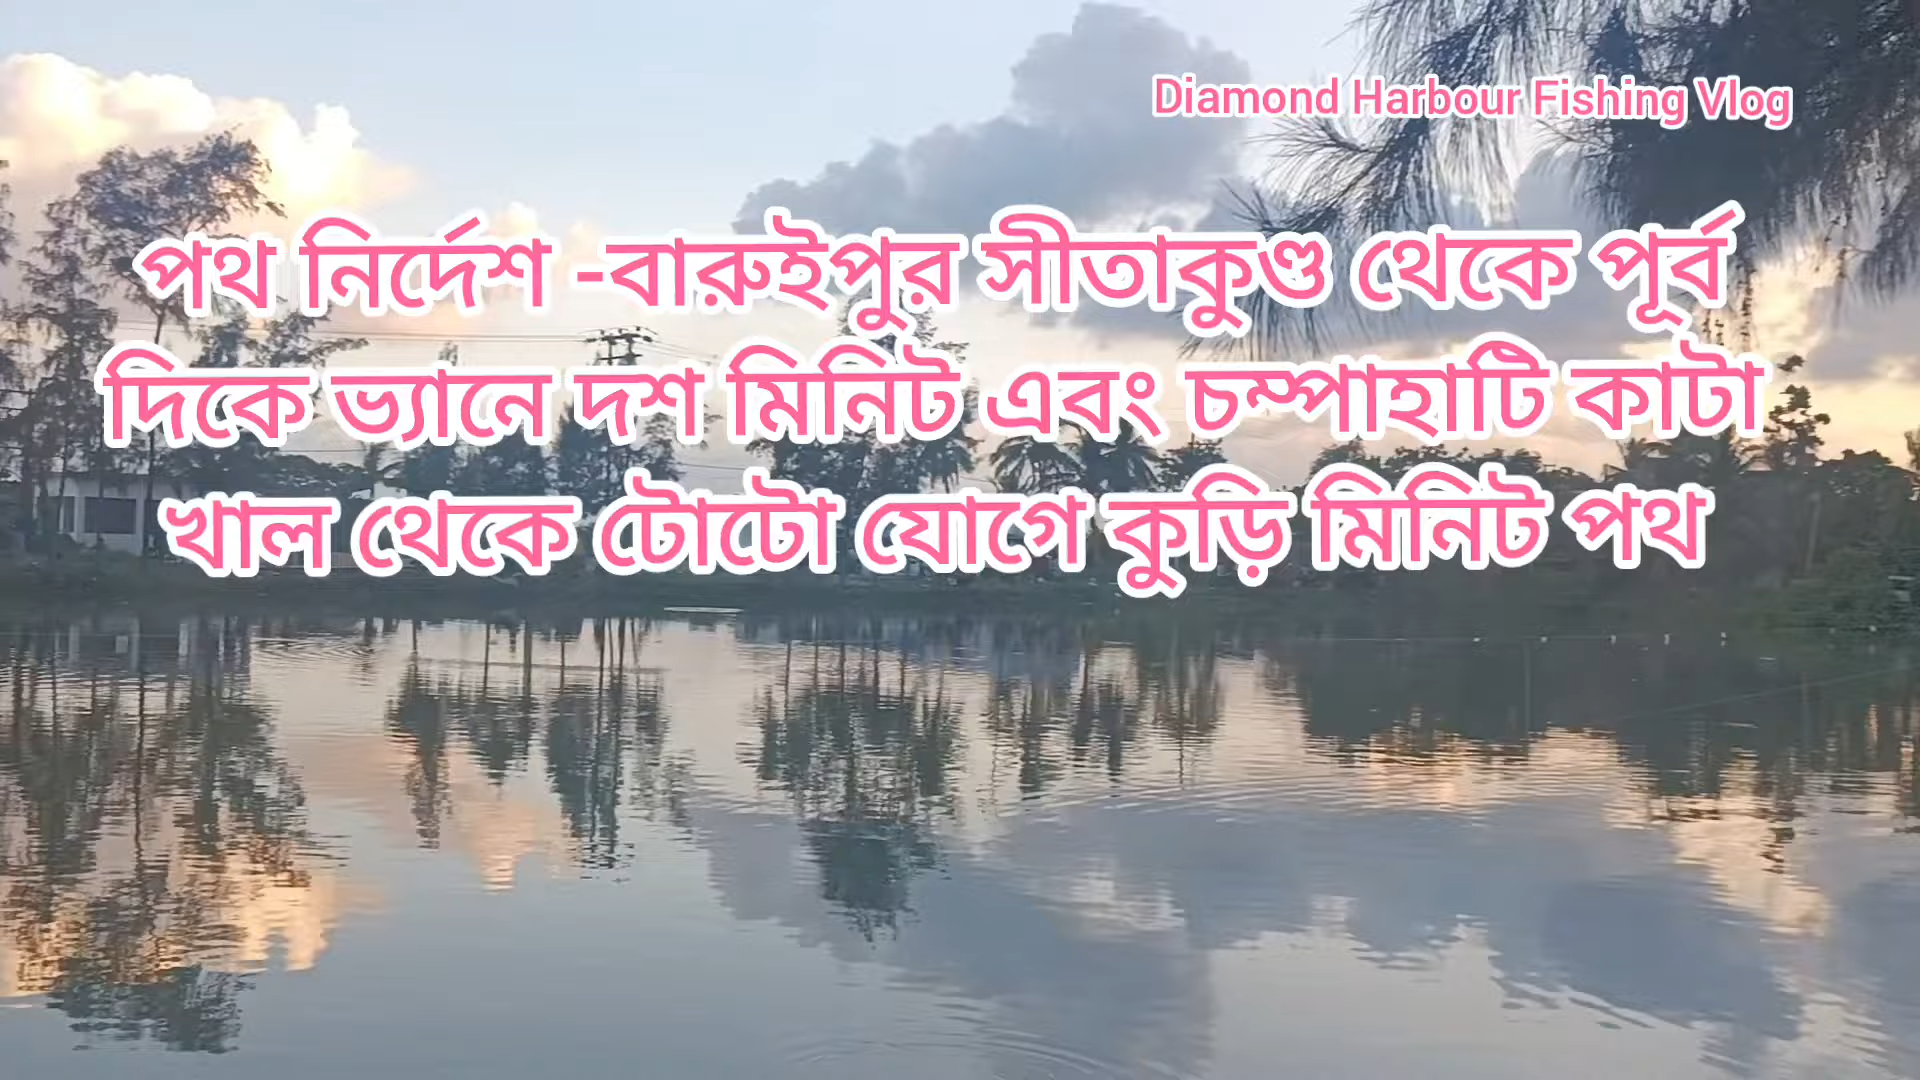 Diamond Harbour Fishing Vlog
পথ নির্দেশ -বারুইপুর সীতাকুণ্ড থেকে পূর্ব
দিকে ভ্যানে দশ মিনিট এবং চম্পাহাটি কাটা
খাল থেকে টোটো যোগে কুড়ি মিনিট পথ